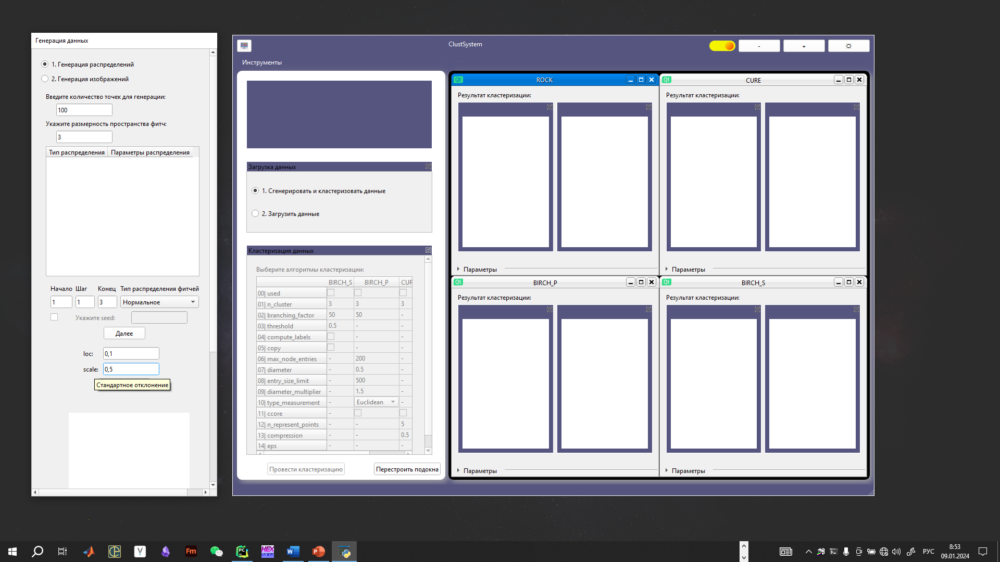 Генерация данных
1. Генерация распределений
2. Генерация изображений
Введите количество точек для генерации:
100
Укажите размерность пространства фитч:
3
Тип распределения Параметры распределения
Начало Шаг Конец Тип распределения фитчей
1 1 3 Нормальное
Укажите seed:
Далее
loc: 0,1
scale: 0,5
Стандартное отклонение
ClustSystem
- +
Инструменты
Загрузка данных
1. Сгенерировать и кластеризовать данные
2. Загрузить данные
Кластеризация данных
Выберите алгоритмы кластеризации:
BIRCH_S BIRCH_P CUR
00| used
01| n_cluster 3 3 3
02| branching_factor 50 50 -
03| threshold 0.5 - -
04| compute_labels - -
05| copy - -
06| max_node_entries - 200 -
07| diameter - 0.5 -
08| entry_size_limit - 500 -
09| diameter_multiplier - 1.5 -
10| type_measurement - Euclidean -
11| ccore -
12| n_represent_points - - 5
13| compression - - 0.5
14| eps - - -
Провести кластеризацию Перестроить подокна
Qt ROCK
Результат кластеризации:
Параметры
Qt CURE
Результат кластеризации:
Параметры
Qt BIRCH_P
Результат кластеризации:
Параметры
Qt BIRCH_S
Результат кластеризации:
Параметры
V Fm PC HEX W P
РУС
8:53
09.01.2024